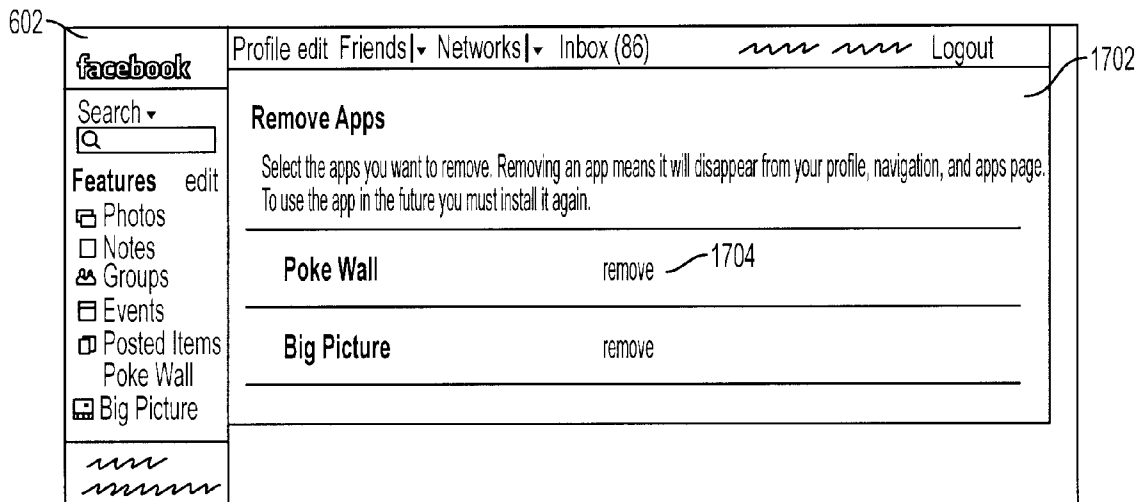 602
facebook
Profile edit Friends Networks Inbox (86) Logout
1702
Search
Features edit
Photos
Notes
Groups
Events
Posted Items
Poke Wall
Big Picture
Remove Apps
Select the apps you want to remove. Removing an app means it will disappear from your profile, navigation, and apps page.
To use the app in the future you must install it again.
Poke Wall remove 1704
Big Picture remove